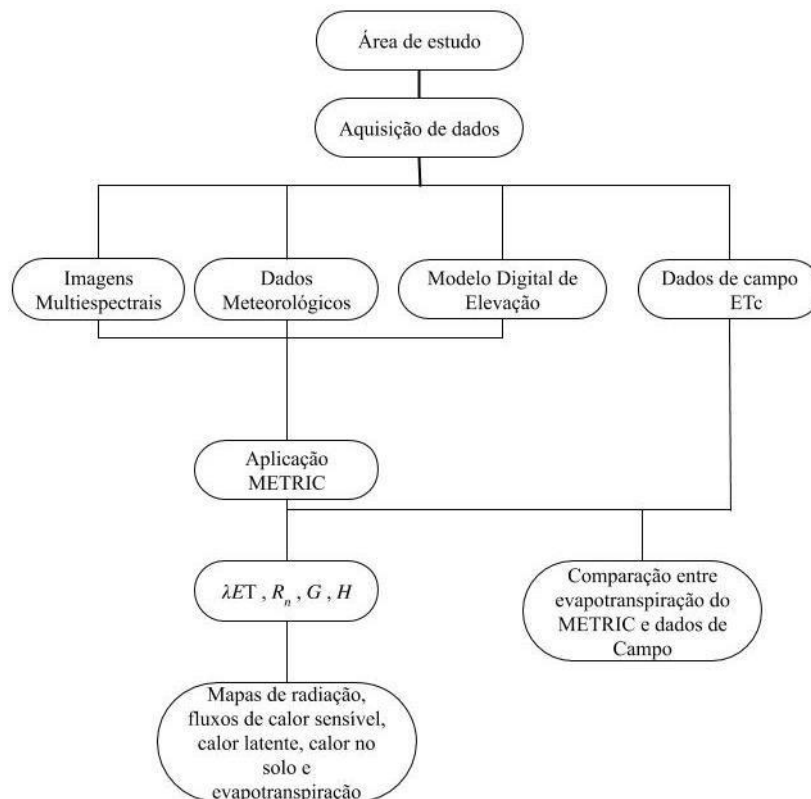 Área de estudo
Aquisição de dados
Imagens
Multiespectrais
Dados
Meteorológicos
Modelo Digital de
Elevação
Dados de campo
ETc
Aplicação
METRIC
λET , Rₙ , G , H
Comparação entre
evapotranspiração do
METRIC e dados de
Campo
Mapas de radiação,
fluxos de calor sensível,
calor latente, calor no
solo e
evapotranspiração